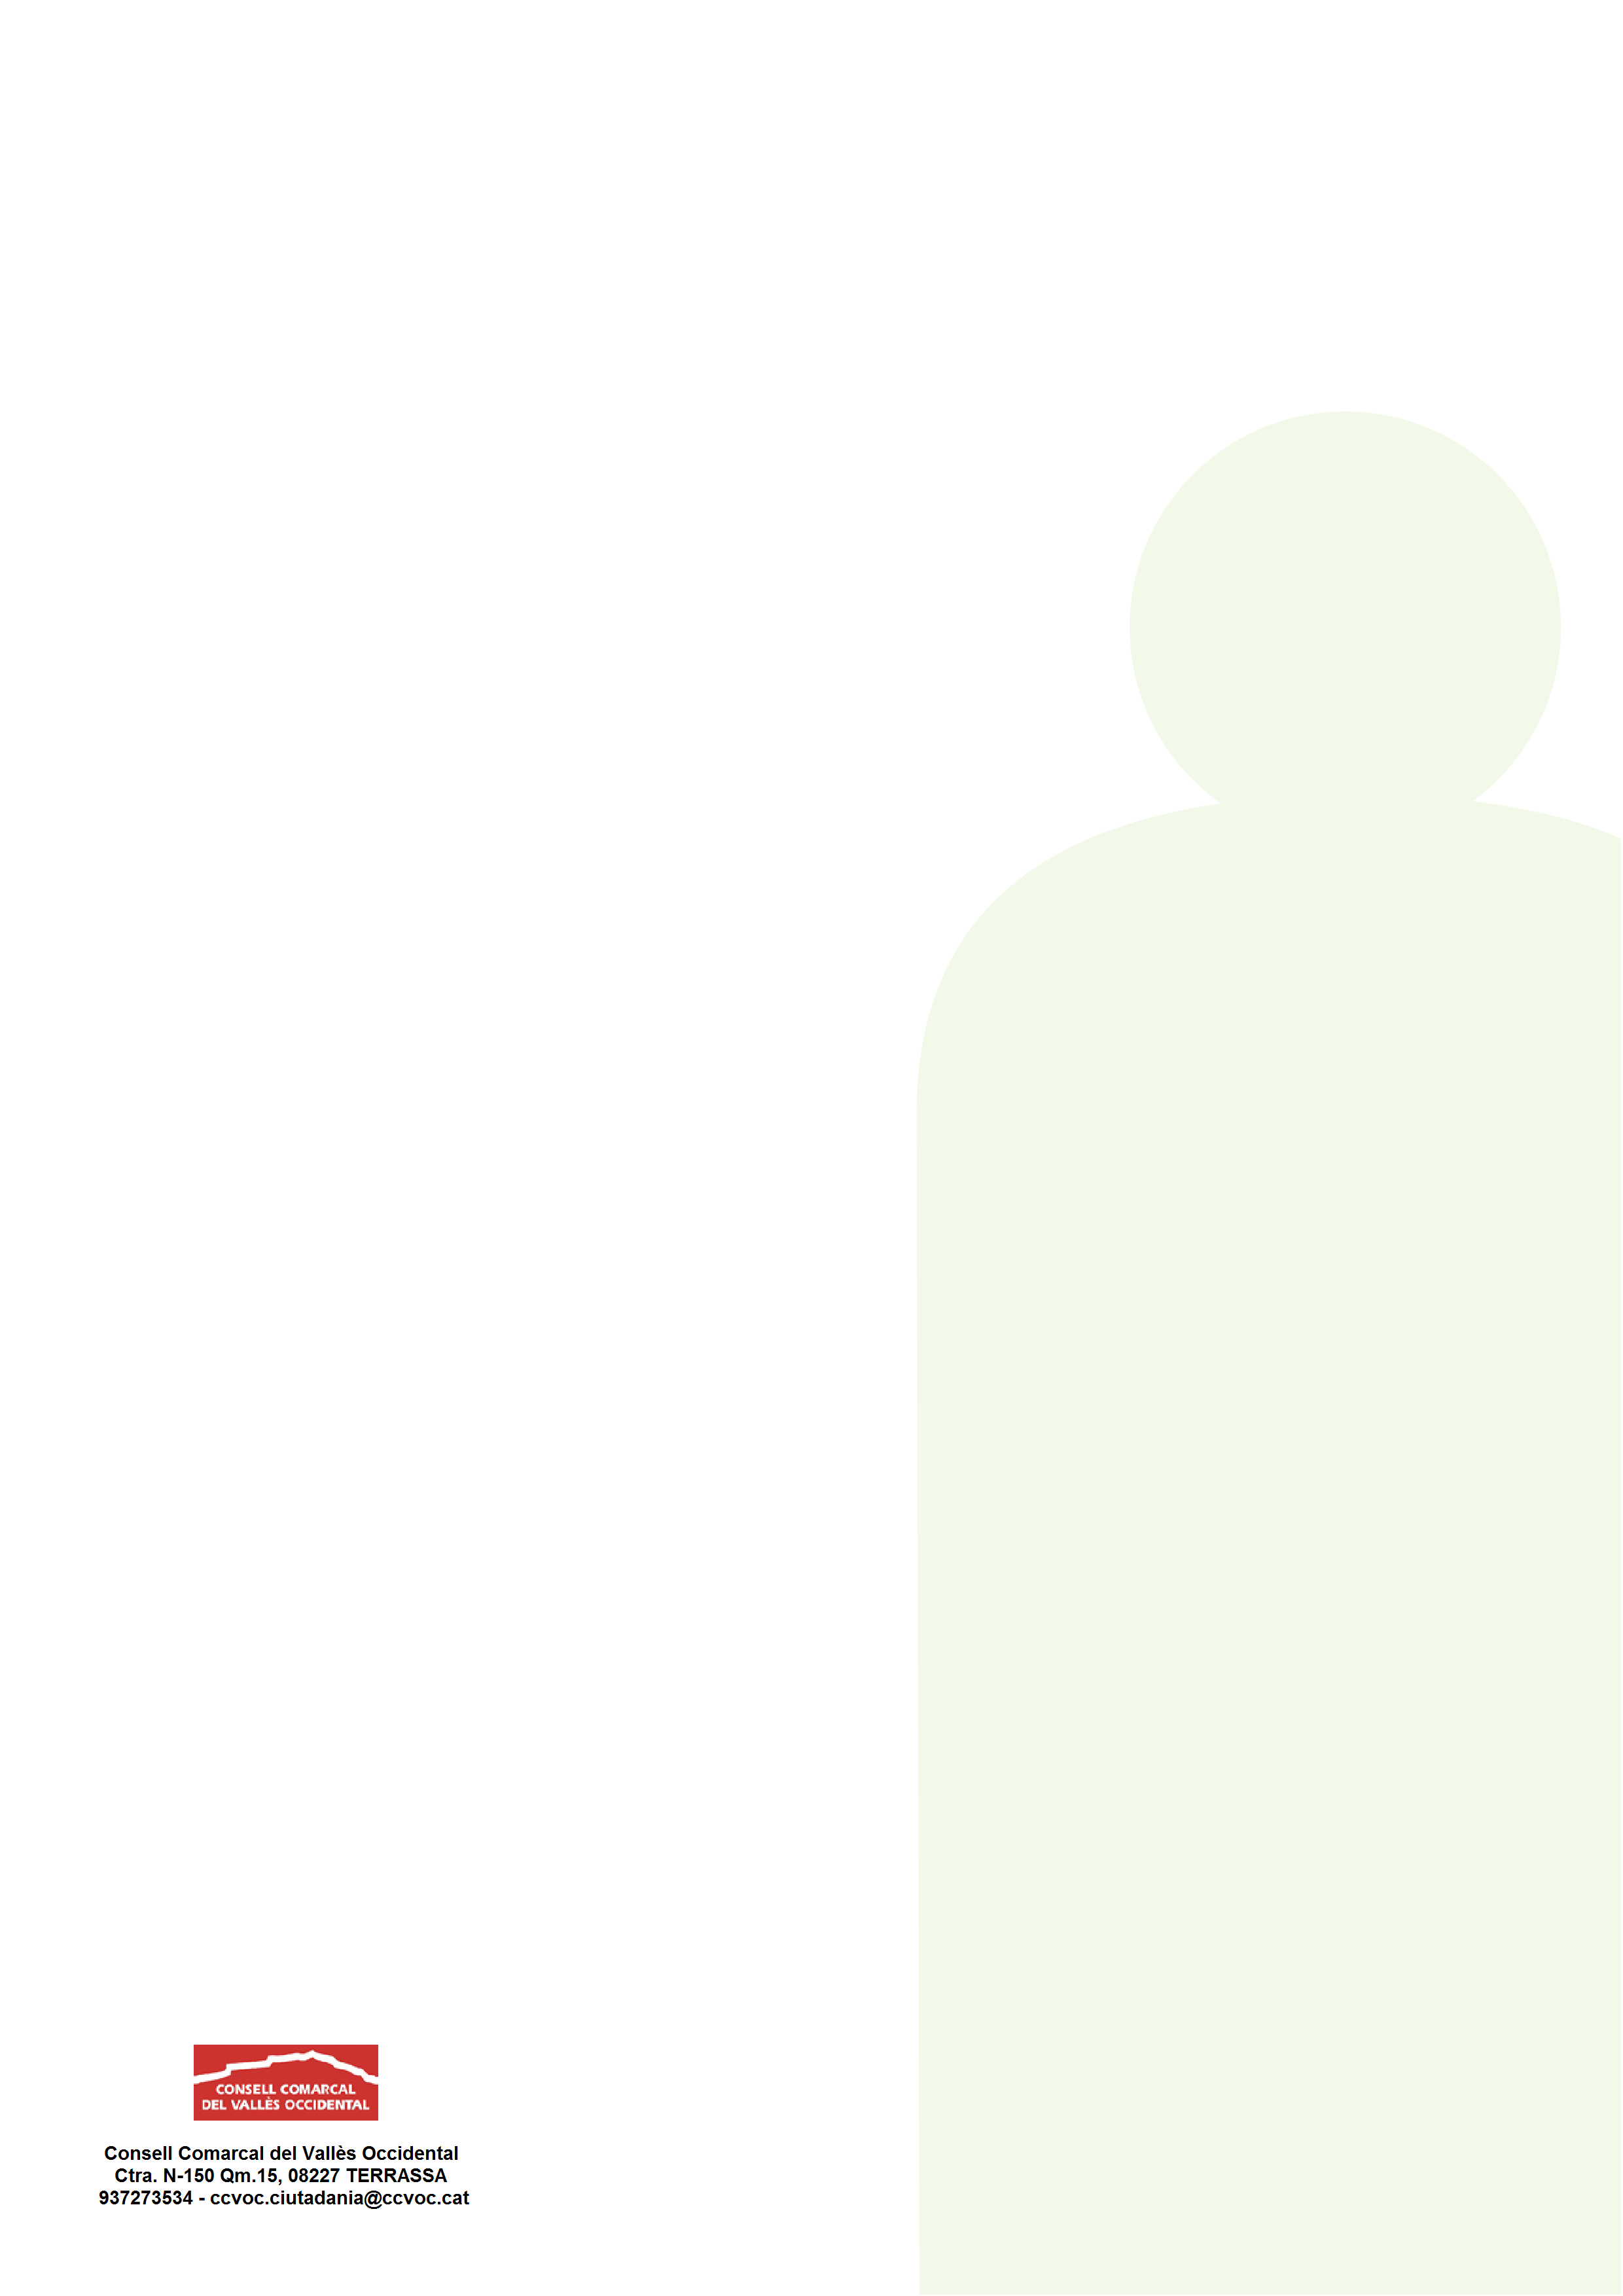 CONSELL COMARCAL
DEL VALLÈS OCCIDENTAL
Consell Comarcal del Vallès Occidental
Ctra. N-150 Qm.15, 08227 TERRASSA
937273534 - ccvoc.ciutadania@ccvoc.cat